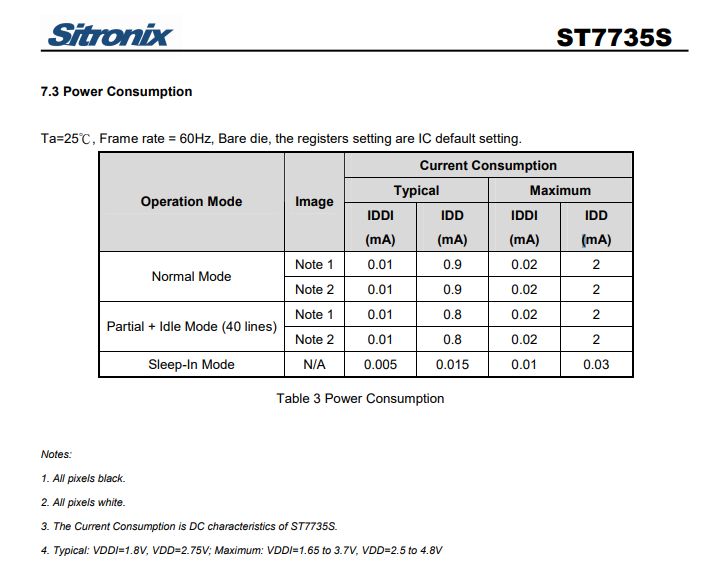 Sitronix
ST7735S
7.3 Power Consumption
Ta=25℃, Frame rate = 60Hz, Bare die, the registers setting are IC default setting.
Operation Mode Image Current Consumption
Typical Maximum
IDDI IDD IDDI IDD
(mA) (mA) (mA) (mA)
Normal Mode Note 1 0.01 0.9 0.02 2
Note 2 0.01 0.9 0.02 2
Partial + Idle Mode (40 lines) Note 1 0.01 0.8 0.02 2
Note 2 0.01 0.8 0.02 2
Sleep-In Mode N/A 0.005 0.015 0.01 0.03
Table 3 Power Consumption
Notes:
1. All pixels black.
2. All pixels white.
3. The Current Consumption is DC characteristics of ST7735S.
4. Typical: VDDI=1.8V, VDD=2.75V; Maximum: VDDI=1.65 to 3.7V, VDD=2.5 to 4.8V